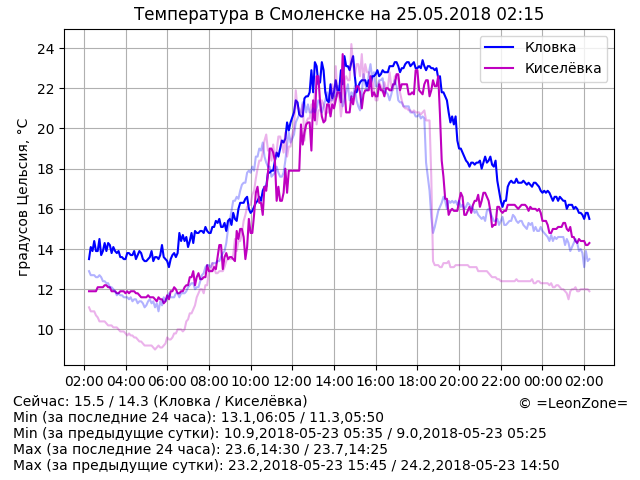 Температура в Смоленске на 25.05.2018 02:15
Кловка
Киселёвка
градусов Цельсия, °C
24
22
20
18
16
14
12
10
02:00 04:00 06:00 08:00 10:00 12:00 14:00 16:00 18:00 20:00 22:00 00:00 02:00
Сейчас: 15.5 / 14.3 (Кловка / Киселёвка)
© =LeonZone=
Min (за последние 24 часа): 13.1,06:05 / 11.3,05:50
Min (за предыдущие сутки): 10.9,2018-05-23 05:35 / 9.0,2018-05-23 05:25
Max (за последние 24 часа): 23.6,14:30 / 23.7,14:25
Max (за предыдущие сутки): 23.2,2018-05-23 15:45 / 24.2,2018-05-23 14:50